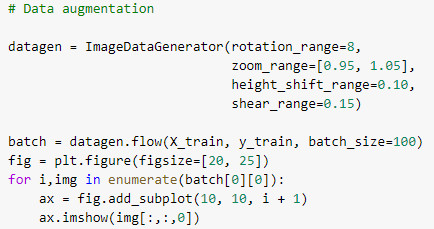 # Data augmentation
datagen = ImageDataGenerator(rotation_range=8,
zoom_range=[0.95, 1.05],
height_shift_range=0.10,
shear_range=0.15)
batch = datagen.flow(X_train, y_train, batch_size=100)
fig = plt.figure(figsize=[20, 25])
for i,img in enumerate(batch[0][0]):
    ax = fig.add_subplot(10, 10, i + 1)
    ax.imshow(img[:,:,0])